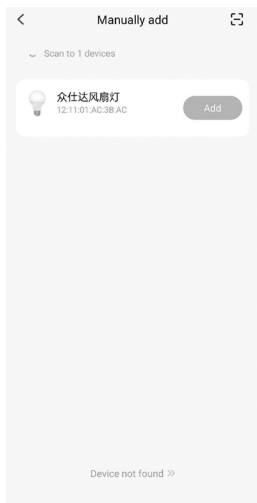 Manually add
Scan to 1 devices
众仕达风扇灯
12:11:01:AC:3B:AC
Add
Device not found »